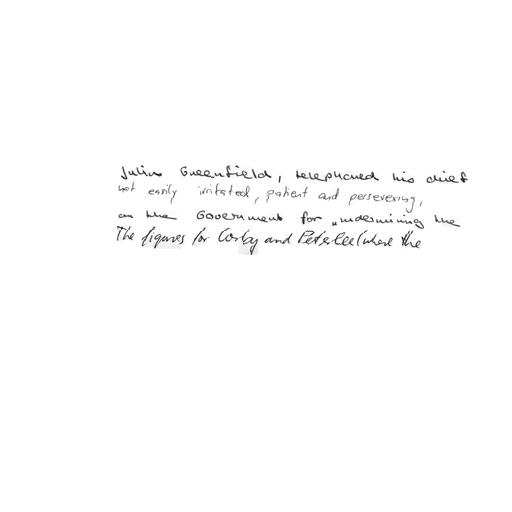 Julius Greenfield, telephoned his chief
not easily irritated, patient and persevering,
on the Government for "undermining the
The figures for Corby and Peterlee (where the